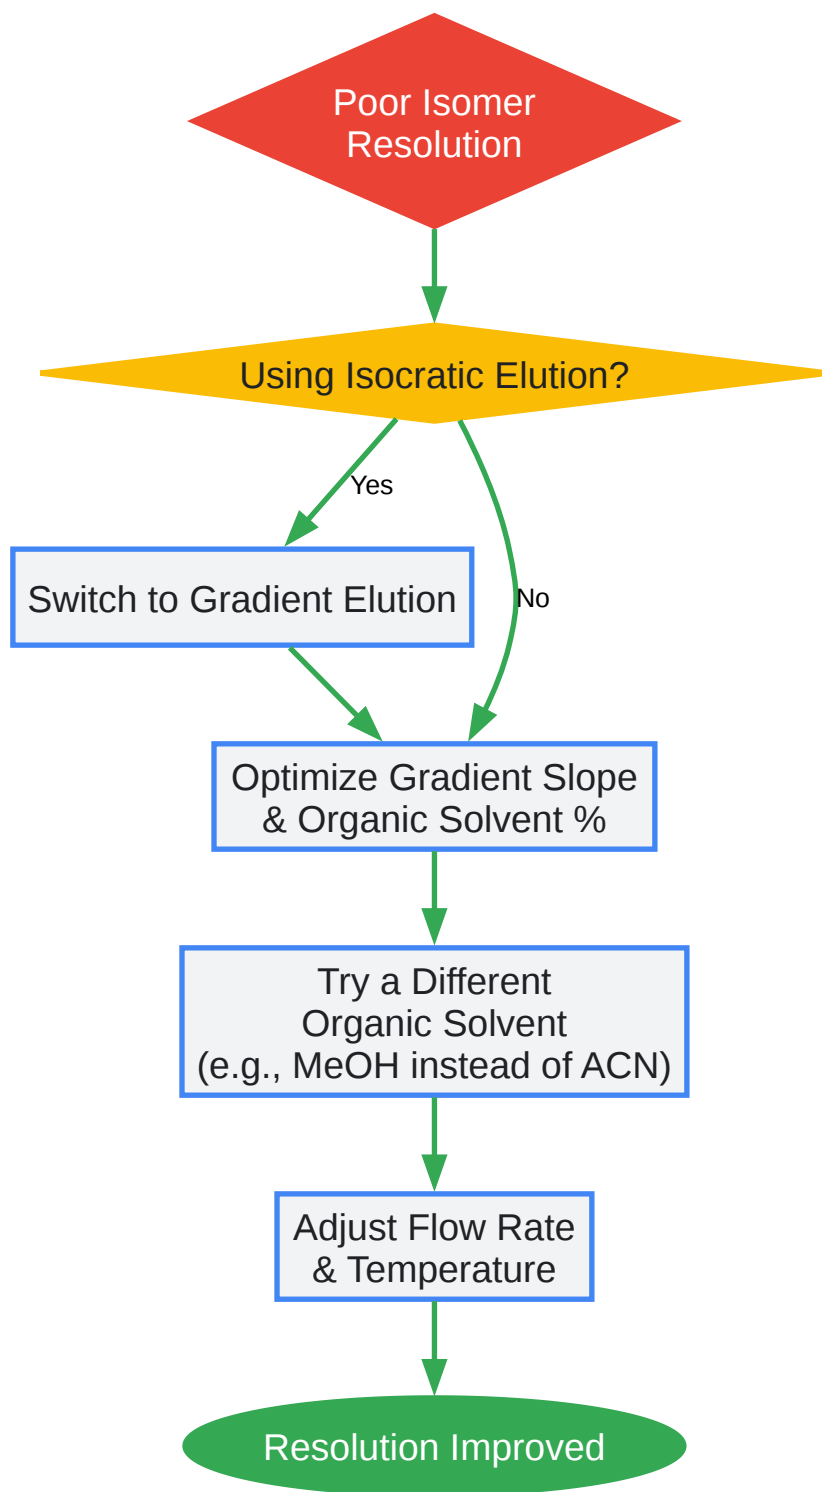 Poor Isomer
Resolution
Using Isocratic Elution?
Yes
Switch to Gradient Elution
No
Optimize Gradient Slope
& Organic Solvent %
Try a Different
Organic Solvent
(e.g., MeOH instead of ACN)
Adjust Flow Rate
& Temperature
Resolution Improved